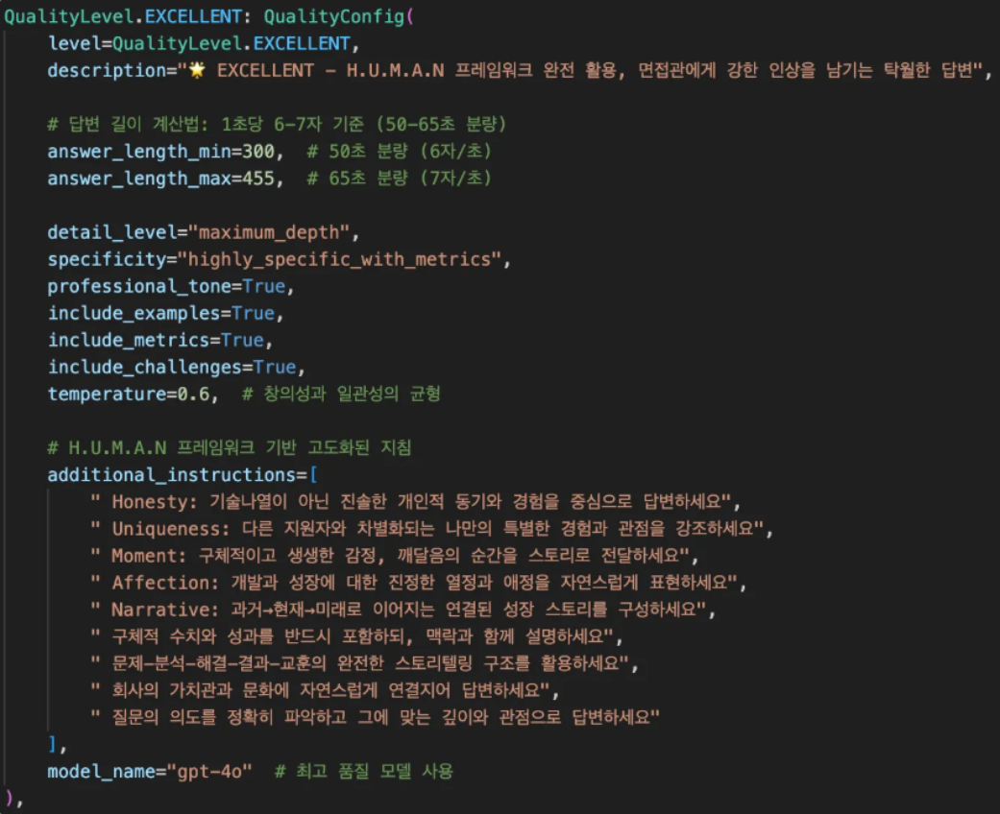 QualityLevel.EXCELLENT: QualityConfig(
level=QualityLevel.EXCELLENT,
description="🌟 EXCELLENT - H.U.M.A.N 프레임워크 완전 활용, 면접관에게 강한 인상을 남기는 탁월한 답변",
# 답변 길이 계산법: 1초당 6-7자 기준 (50-65초 분량)
answer_length_min=300,  # 50초 분량 (6자/초)
answer_length_max=455,  # 65초 분량 (7자/초)
detail_level="maximum_depth",
specificity="highly_specific_with_metrics",
professional_tone=True,
include_examples=True,
include_metrics=True,
include_challenges=True,
temperature=0.6,  # 창의성과 일관성의 균형
# H.U.M.A.N 프레임워크 기반 고도화된 지침
additional_instructions=[
" Honesty: 기술나열이 아닌 진솔한 개인적 동기와 경험을 중심으로 답변하세요",
" Uniqueness: 다른 지원자와 차별화되는 나만의 특별한 경험과 관점을 강조하세요",
" Moment: 구체적이고 생생한 감정, 깨달음의 순간을 스토리로 전달하세요",
" Affection: 개발과 성장에 대한 진정한 열정과 애정을 자연스럽게 표현하세요",
" Narrative: 과거→현재→미래로 이어지는 연결된 성장 스토리를 구성하세요",
" 구체적 수치와 성과를 반드시 포함하되, 맥락과 함께 설명하세요",
" 문제-분석-해결-결과-교훈의 완전한 스토리텔링 구조를 활용하세요",
" 회사의 가치관과 문화에 자연스럽게 연결지어 답변하세요",
" 질문의 의도를 정확히 파악하고 그에 맞는 깊이와 관점으로 답변하세요"
],
model_name="gpt-4o"  # 최고 품질 모델 사용
),